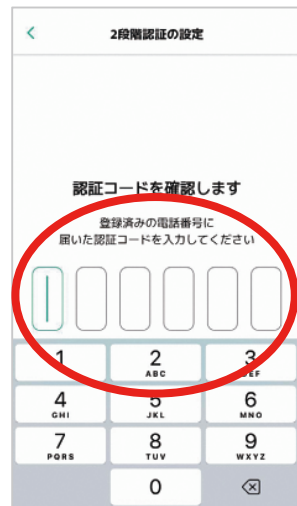 2段階認証の設定
認証コードを確認します
登録済みの電話番号に
届いた認証コードを入力してください
1 2 3
ABC DEF
4 5 6
GHI JKL MNO
7 8 9
PQRS TUV WXYZ
0